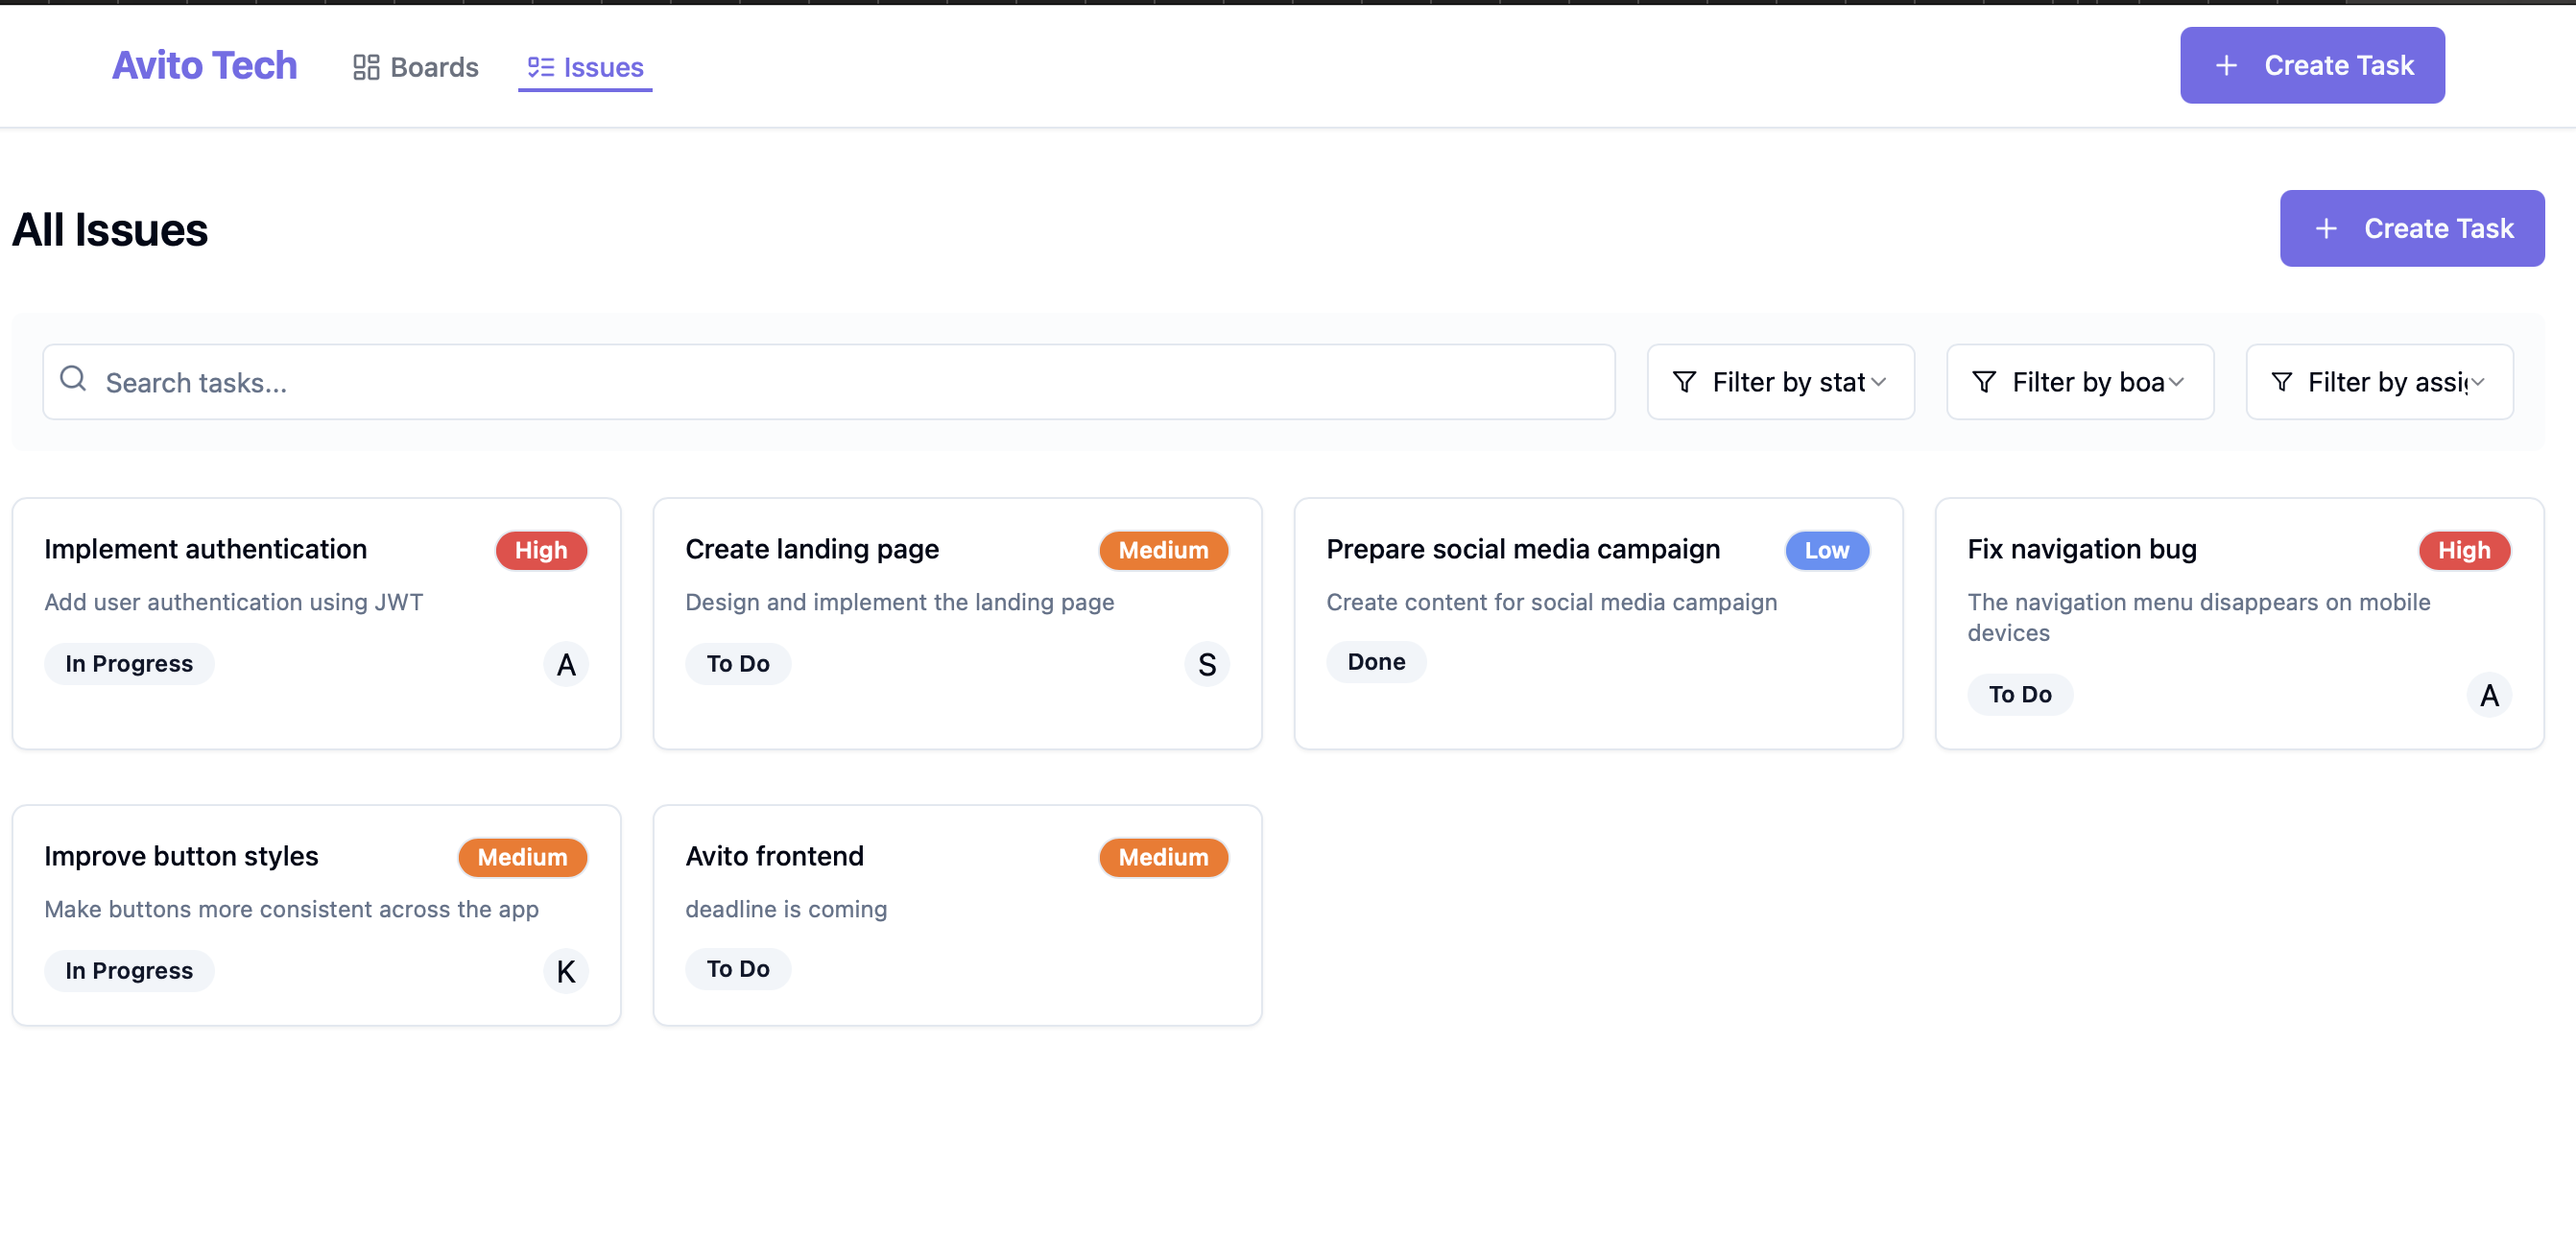 Avito Tech
Boards
Issues
Create Task
All Issues
Create Task
Search tasks...
Filter by stat
Filter by boa
Filter by assi
Implement authentication
High
Add user authentication using JWT
In Progress
A
Create landing page
Medium
Design and implement the landing page
To Do
S
Prepare social media campaign
Low
Create content for social media campaign
Done
Fix navigation bug
High
The navigation menu disappears on mobile
devices
To Do
A
Improve button styles
Medium
Make buttons more consistent across the app
In Progress
K
Avito frontend
Medium
deadline is coming
To Do